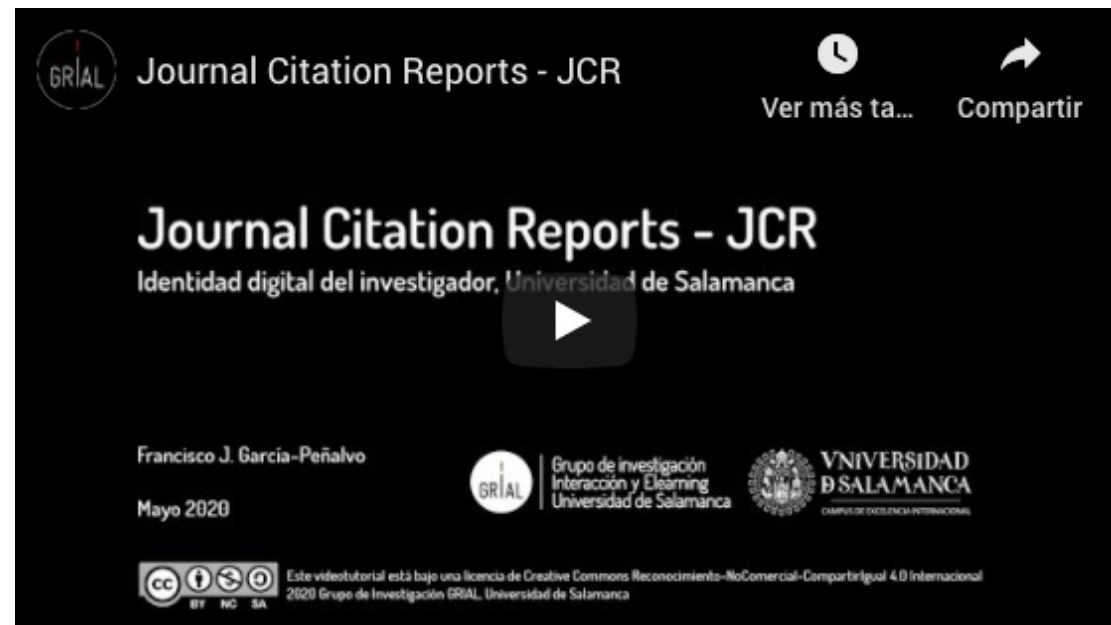 GRIAL
Journal Citation Reports - JCR
Ver más ta...
Compartir
Journal Citation Reports - JCR
Identidad digital del investigador, Universidad de Salamanca
Francisco J. García-Peñalvo
Mayo 2020
GRIAL
Grupo de investigación
Interacción y Elearning
Universidad de Salamanca
VNiVERSiDAD
D SALAMANCA
CAMPUS DE EXCELENCIA INTERNACIONAL
cc
BY NC SA
Este videotutorial está bajo una licencia de Creative Commons Reconocimiento-NoComercial-CompartirIgual 4.0 Internacional
2020 Grupo de Investigación GRIAL, Universidad de Salamanca